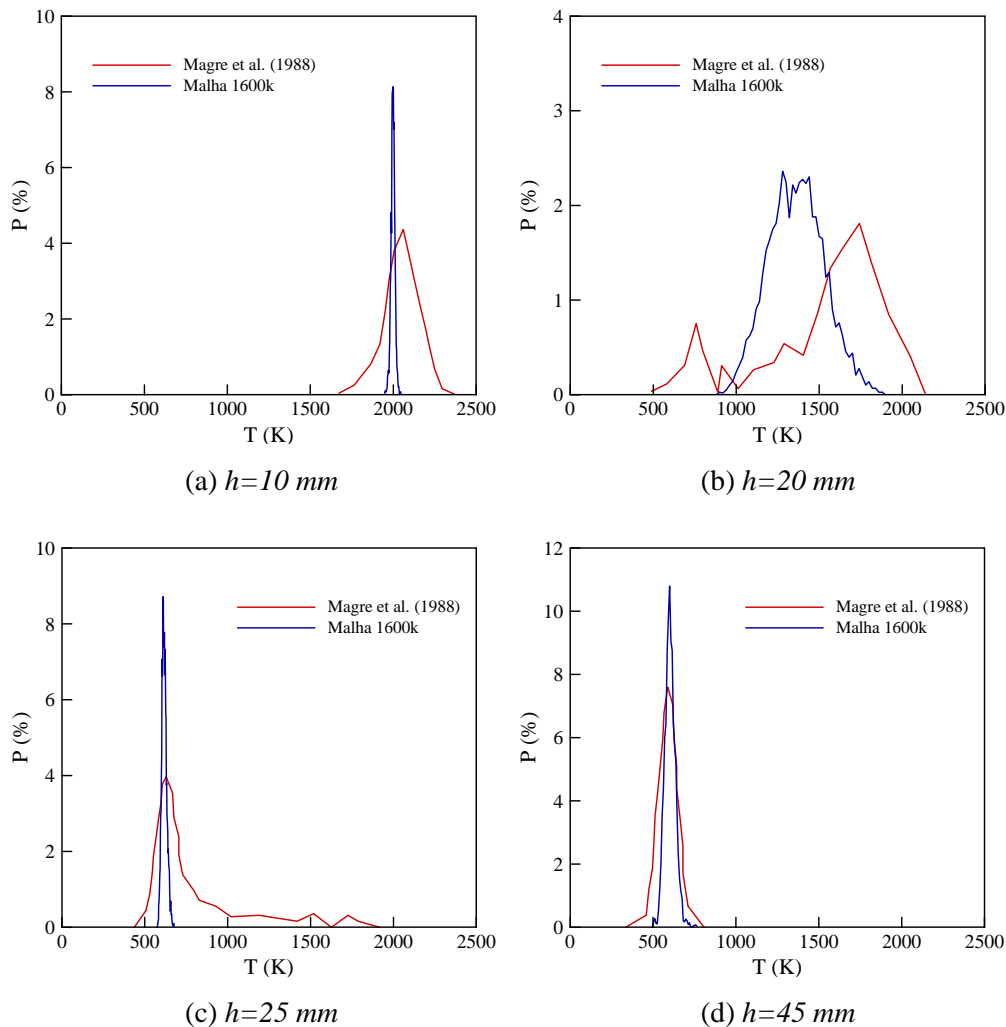 10
8
6
4
2
0
P (%)
Magre et al. (1988)
Malha 1600k
0 500 1000 1500 2000 2500
T (K)
(a) h=10 mm
4
3
2
1
0
P (%)
Magre et al. (1988)
Malha 1600k
0 500 1000 1500 2000 2500
T (K)
(b) h=20 mm
10
8
6
4
2
0
P (%)
Magre et al. (1988)
Malha 1600k
0 500 1000 1500 2000 2500
T (K)
(c) h=25 mm
12
10
8
6
4
2
0
P (%)
Magre et al. (1988)
Malha 1600k
0 500 1000 1500 2000 2500
T (K)
(d) h=45 mm